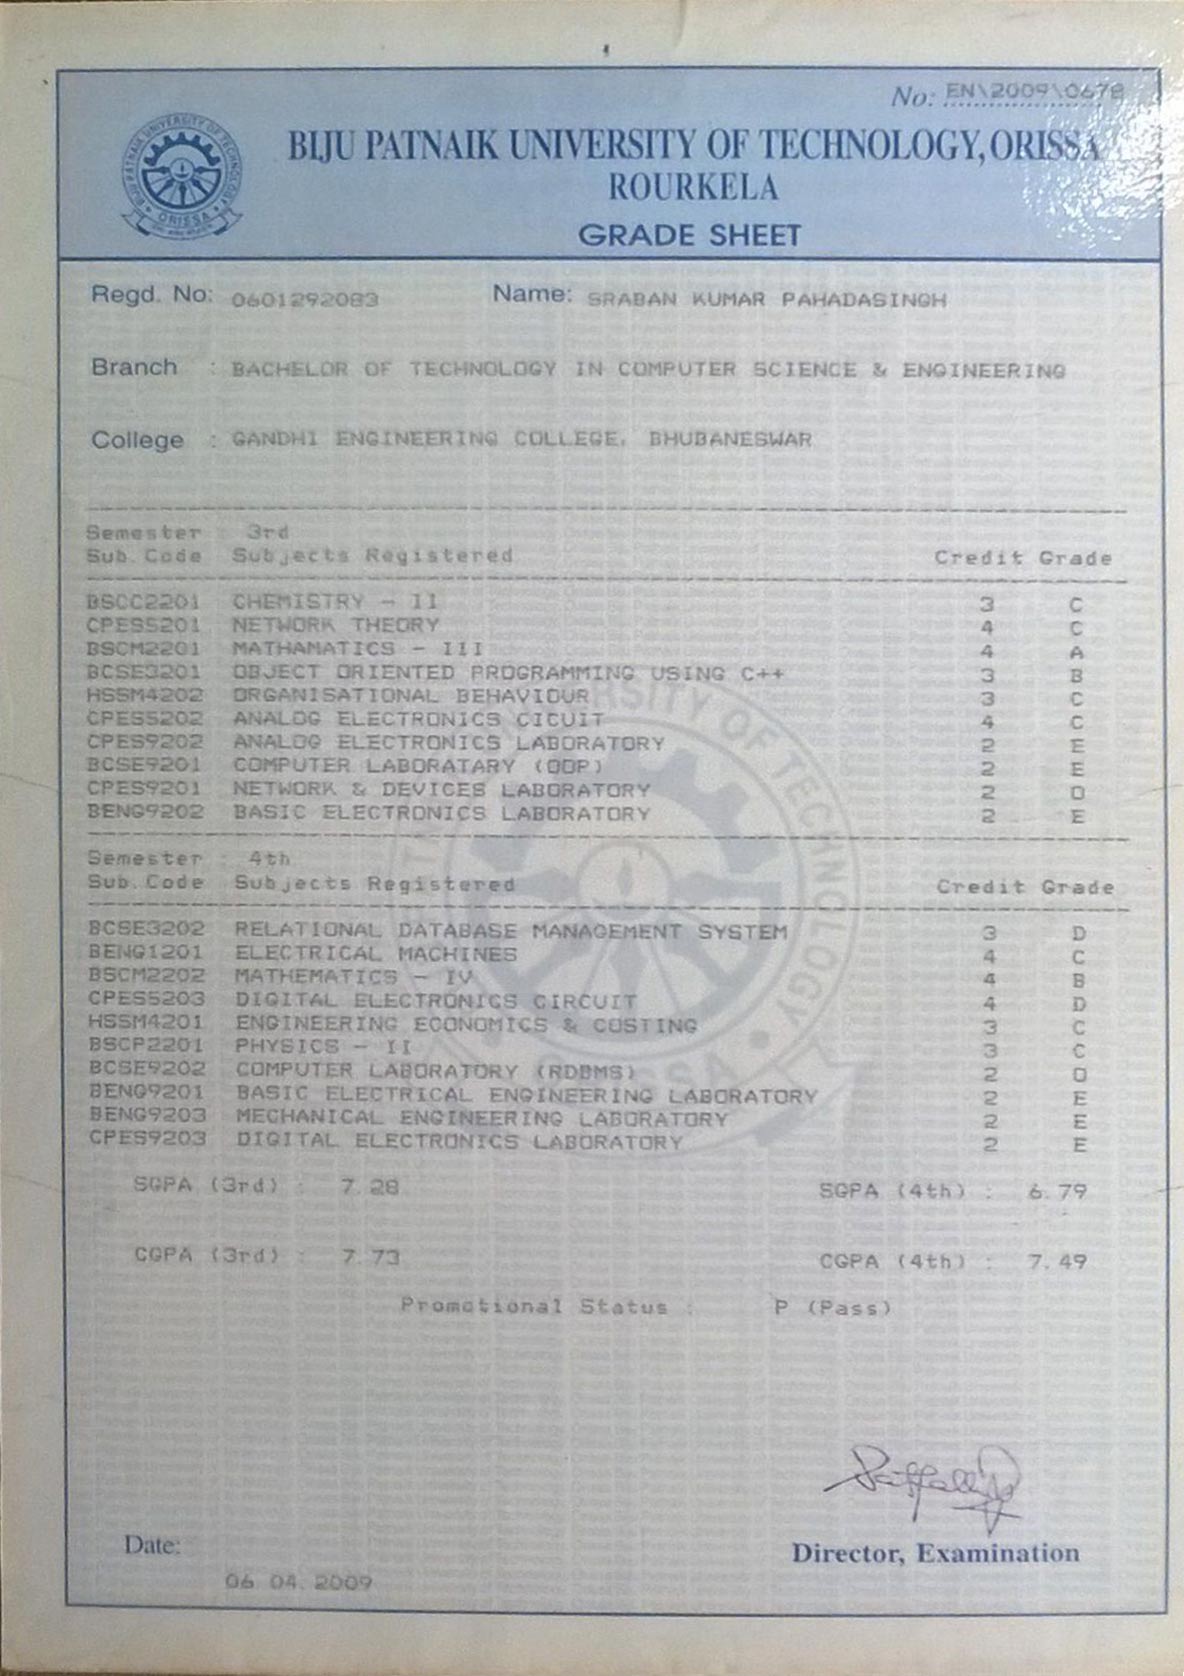 No: EN\2009\0678
BIJU PATNAIK UNIVERSITY OF TECHNOLOGY, ORISSA
ROURKELA
GRADE SHEET
BIJU PATNAIK UNIVERSITY OF TECHNOLOGY
ORISSA
Regd. No: 0601292083 Name: SRABAN KUMAR PAHADASINGH
Branch : BACHELOR OF TECHNOLOGY IN COMPUTER SCIENCE & ENGINEERING
College : GANDHI ENGINEERING COLLEGE, BHUBANESWAR
Semester : 3rd
Sub. Code Subjects Registered Credit Grade
BSCC2201 CHEMISTRY - II 3 C
CPES5201 NETWORK THEORY 4 C
BSCM2201 MATHAMATICS - III 4 A
BCSE3201 OBJECT ORIENTED PROGRAMMING USING C++ 3 B
HSSM4202 ORGANISATIONAL BEHAVIOUR 3 C
CPES5202 ANALOG ELECTRONICS CICUIT 4 C
CPES9202 ANALOG ELECTRONICS LABORATORY 2 E
BCSE9201 COMPUTER LABORATARY (OOP) 2 E
CPES9201 NETWORK & DEVICES LABORATORY 2 O
BENG9202 BASIC ELECTRONICS LABORATORY 2 E
Semester : 4th
Sub. Code Subjects Registered Credit Grade
BCSE3202 RELATIONAL DATABASE MANAGEMENT SYSTEM 3 D
BENG1201 ELECTRICAL MACHINES 4 C
BSCM2202 MATHEMATICS - IV 4 B
CPES5203 DIGITAL ELECTRONICS CIRCUIT 4 D
HSSM4201 ENGINEERING ECONOMICS & COSTING 3 C
BSCP2201 PHYSICS - II 3 C
BCSE9202 COMPUTER LABORATORY (RDBMS) 2 O
BENG9201 BASIC ELECTRICAL ENGINEERING LABORATORY 2 E
BENG9203 MECHANICAL ENGINEERING LABORATORY 2 E
CPES9203 DIGITAL ELECTRONICS LABORATORY 2 E
SGPA (3rd) : 7.28 SGPA (4th) : 6.79
CGPA (3rd) : 7.73 CGPA (4th) : 7.49
Promotional Status : P (Pass)
Date: Director, Examination
06.04.2009